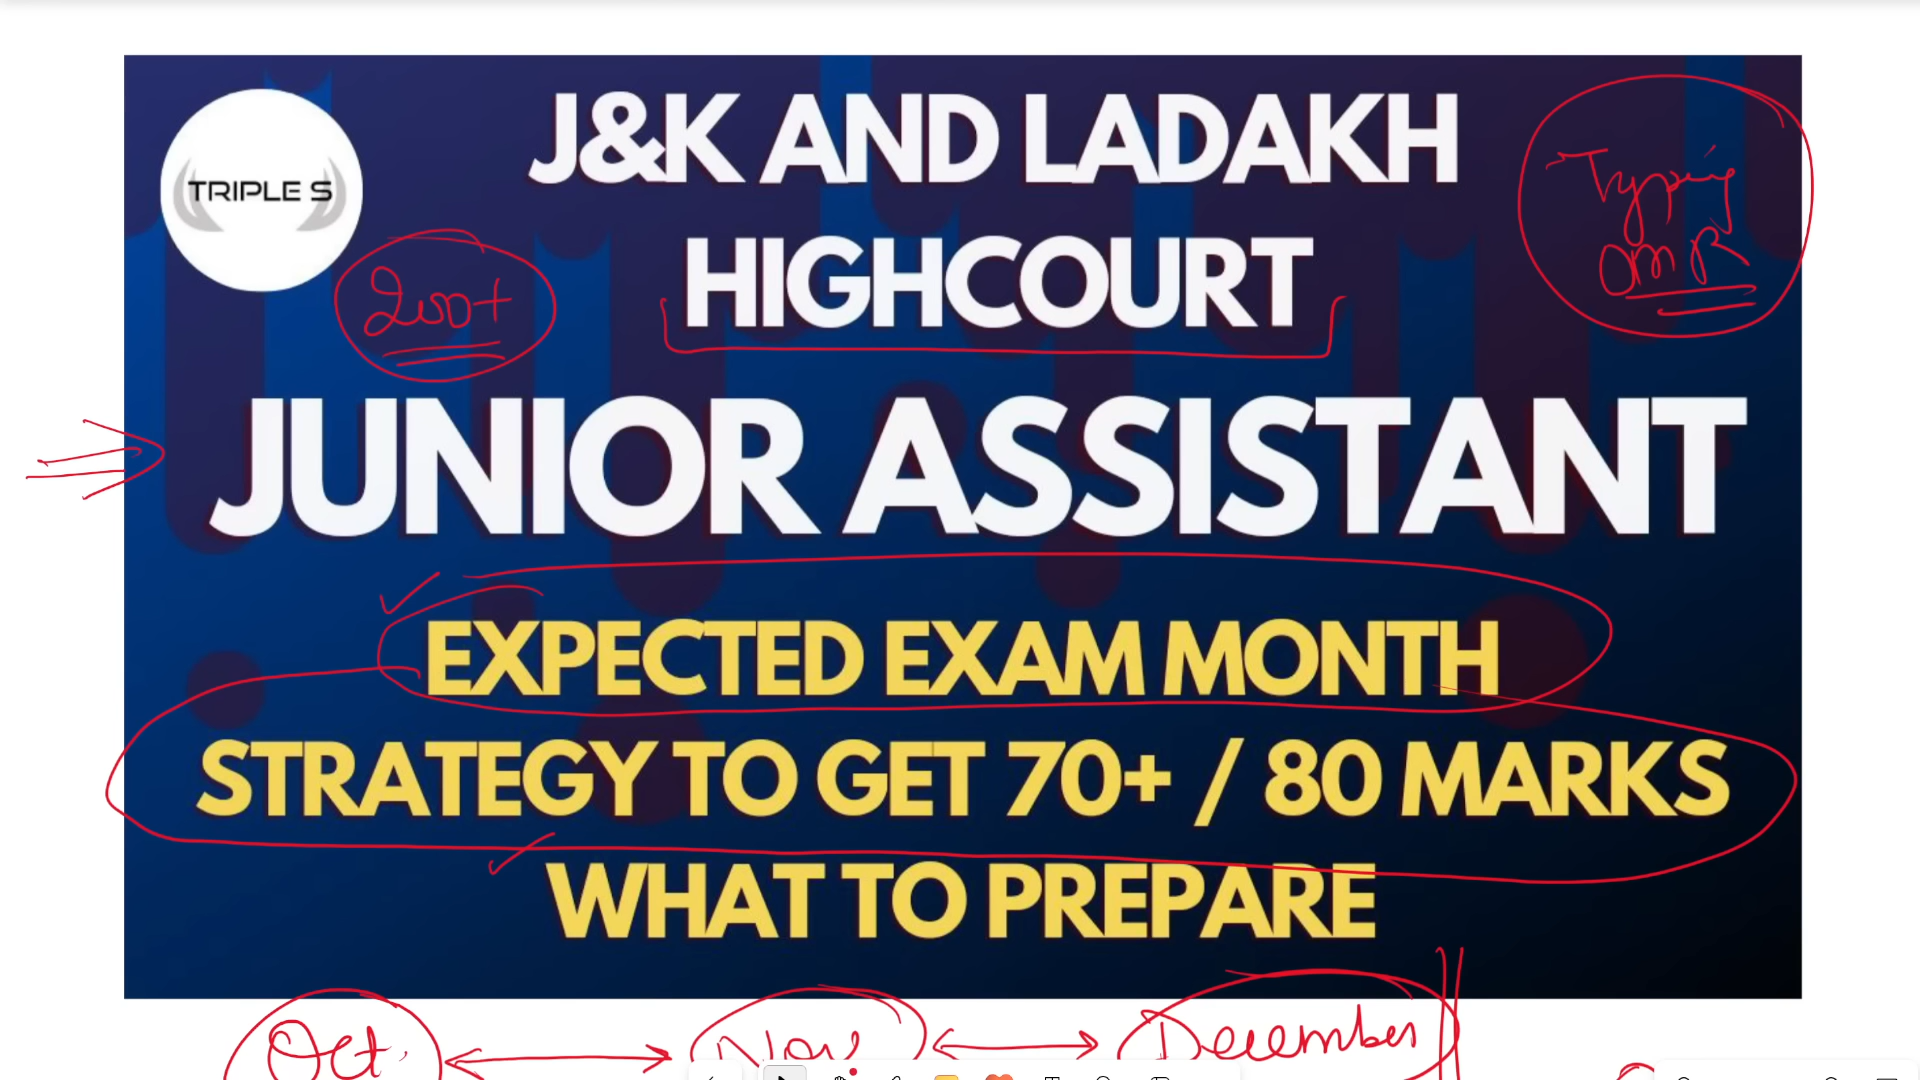 J&K AND LADAKH
Typing
OMR
TRIPLE S
HIGHCOURT
200+
JUNIOR ASSISTANT
EXPECTED EXAM MONTH
STRATEGY TO GET 70+ / 80 MARKS
WHAT TO PREPARE
Oct. Nov December